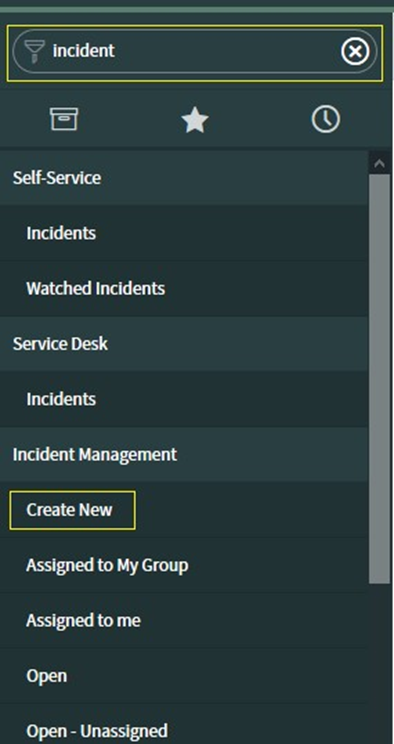 incident
Self-Service
Incidents
Watched Incidents
Service Desk
Incidents
Incident Management
Create New
Assigned to My Group
Assigned to me
Open
Open - Unassigned